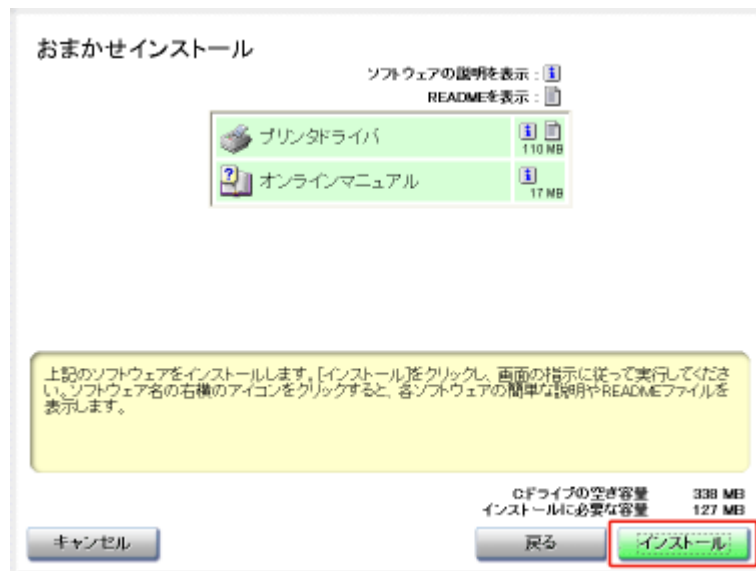 おまかせインストール
ソフトウェアの説明を表示 : i
READMEを表示 :
プリンタドライバ
110 MB
オンラインマニュアル
17 MB
上記のソフトウェアをインストールします。[インストール]をクリックし、画面の指示に従って実行してくださ
い。ソフトウェア名の右横のアイコンをクリックすると、各ソフトウェアの簡単な説明やREADMEファイルを
表示します。
C:ドライブの空き容量 338 MB
インストールに必要な容量 127 MB
キャンセル
戻る
インストール